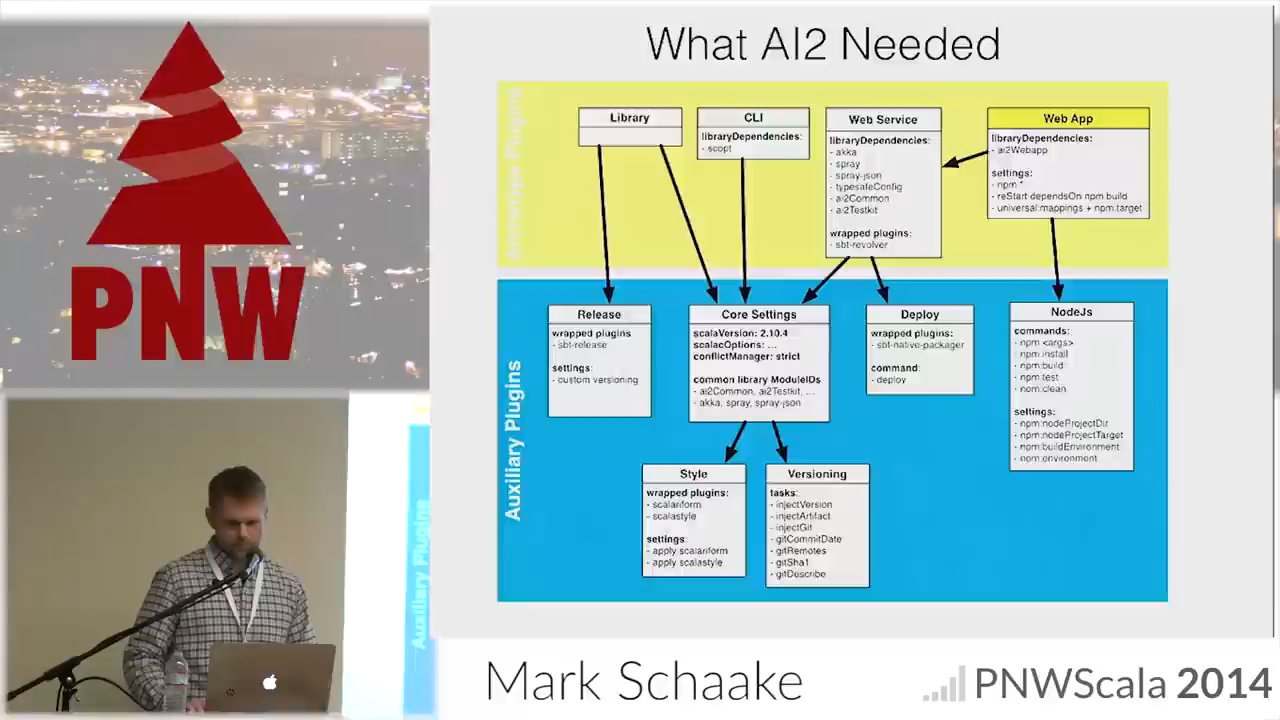 PNW
What AI2 Needed
Archetype Plugins
Library
CLI
libraryDependencies:
- scopt
Web Service
libraryDependencies:
- akka
- spray
- spray-json
- typesafeConfig
- ai2Common
- ai2Testkit
wrapped plugins:
- sbt-revolver
Web App
libraryDependencies:
- ai2Webapp
settings:
- npm *
- reStart dependsOn npm:build
- universal:mappings + npm:target
Auxiliary Plugins
Release
wrapped plugins
- sbt-release
settings:
- custom versioning
Core Settings
scalaVersion: 2.10.4
scalacOptions: ...
conflictManager: strict
common library ModuleIDs
- ai2Common, ai2Testkit, ...
- akka, spray, spray-json
Deploy
wrapped plugins:
- sbt-native-packager
command:
- deploy
NodeJs
commands:
- npm <args>
- npm:install
- npm:build
- npm:test
- npm:clean
settings:
- npm:nodeProjectDir
- npm:nodeProjectTarget
- npm:buildEnvironment
- npm:environment
Style
wrapped plugins:
- scalariform
- scalastyle
settings:
- apply scalariform
- apply scalastyle
Versioning
tasks:
- injectVersion
- injectArtifact
- injectGit
- gitCommitDate
- gitRemotes
- gitSha1
- gitDescribe
Auxiliary Plugins
Mark Schaake
PNWScala 2014